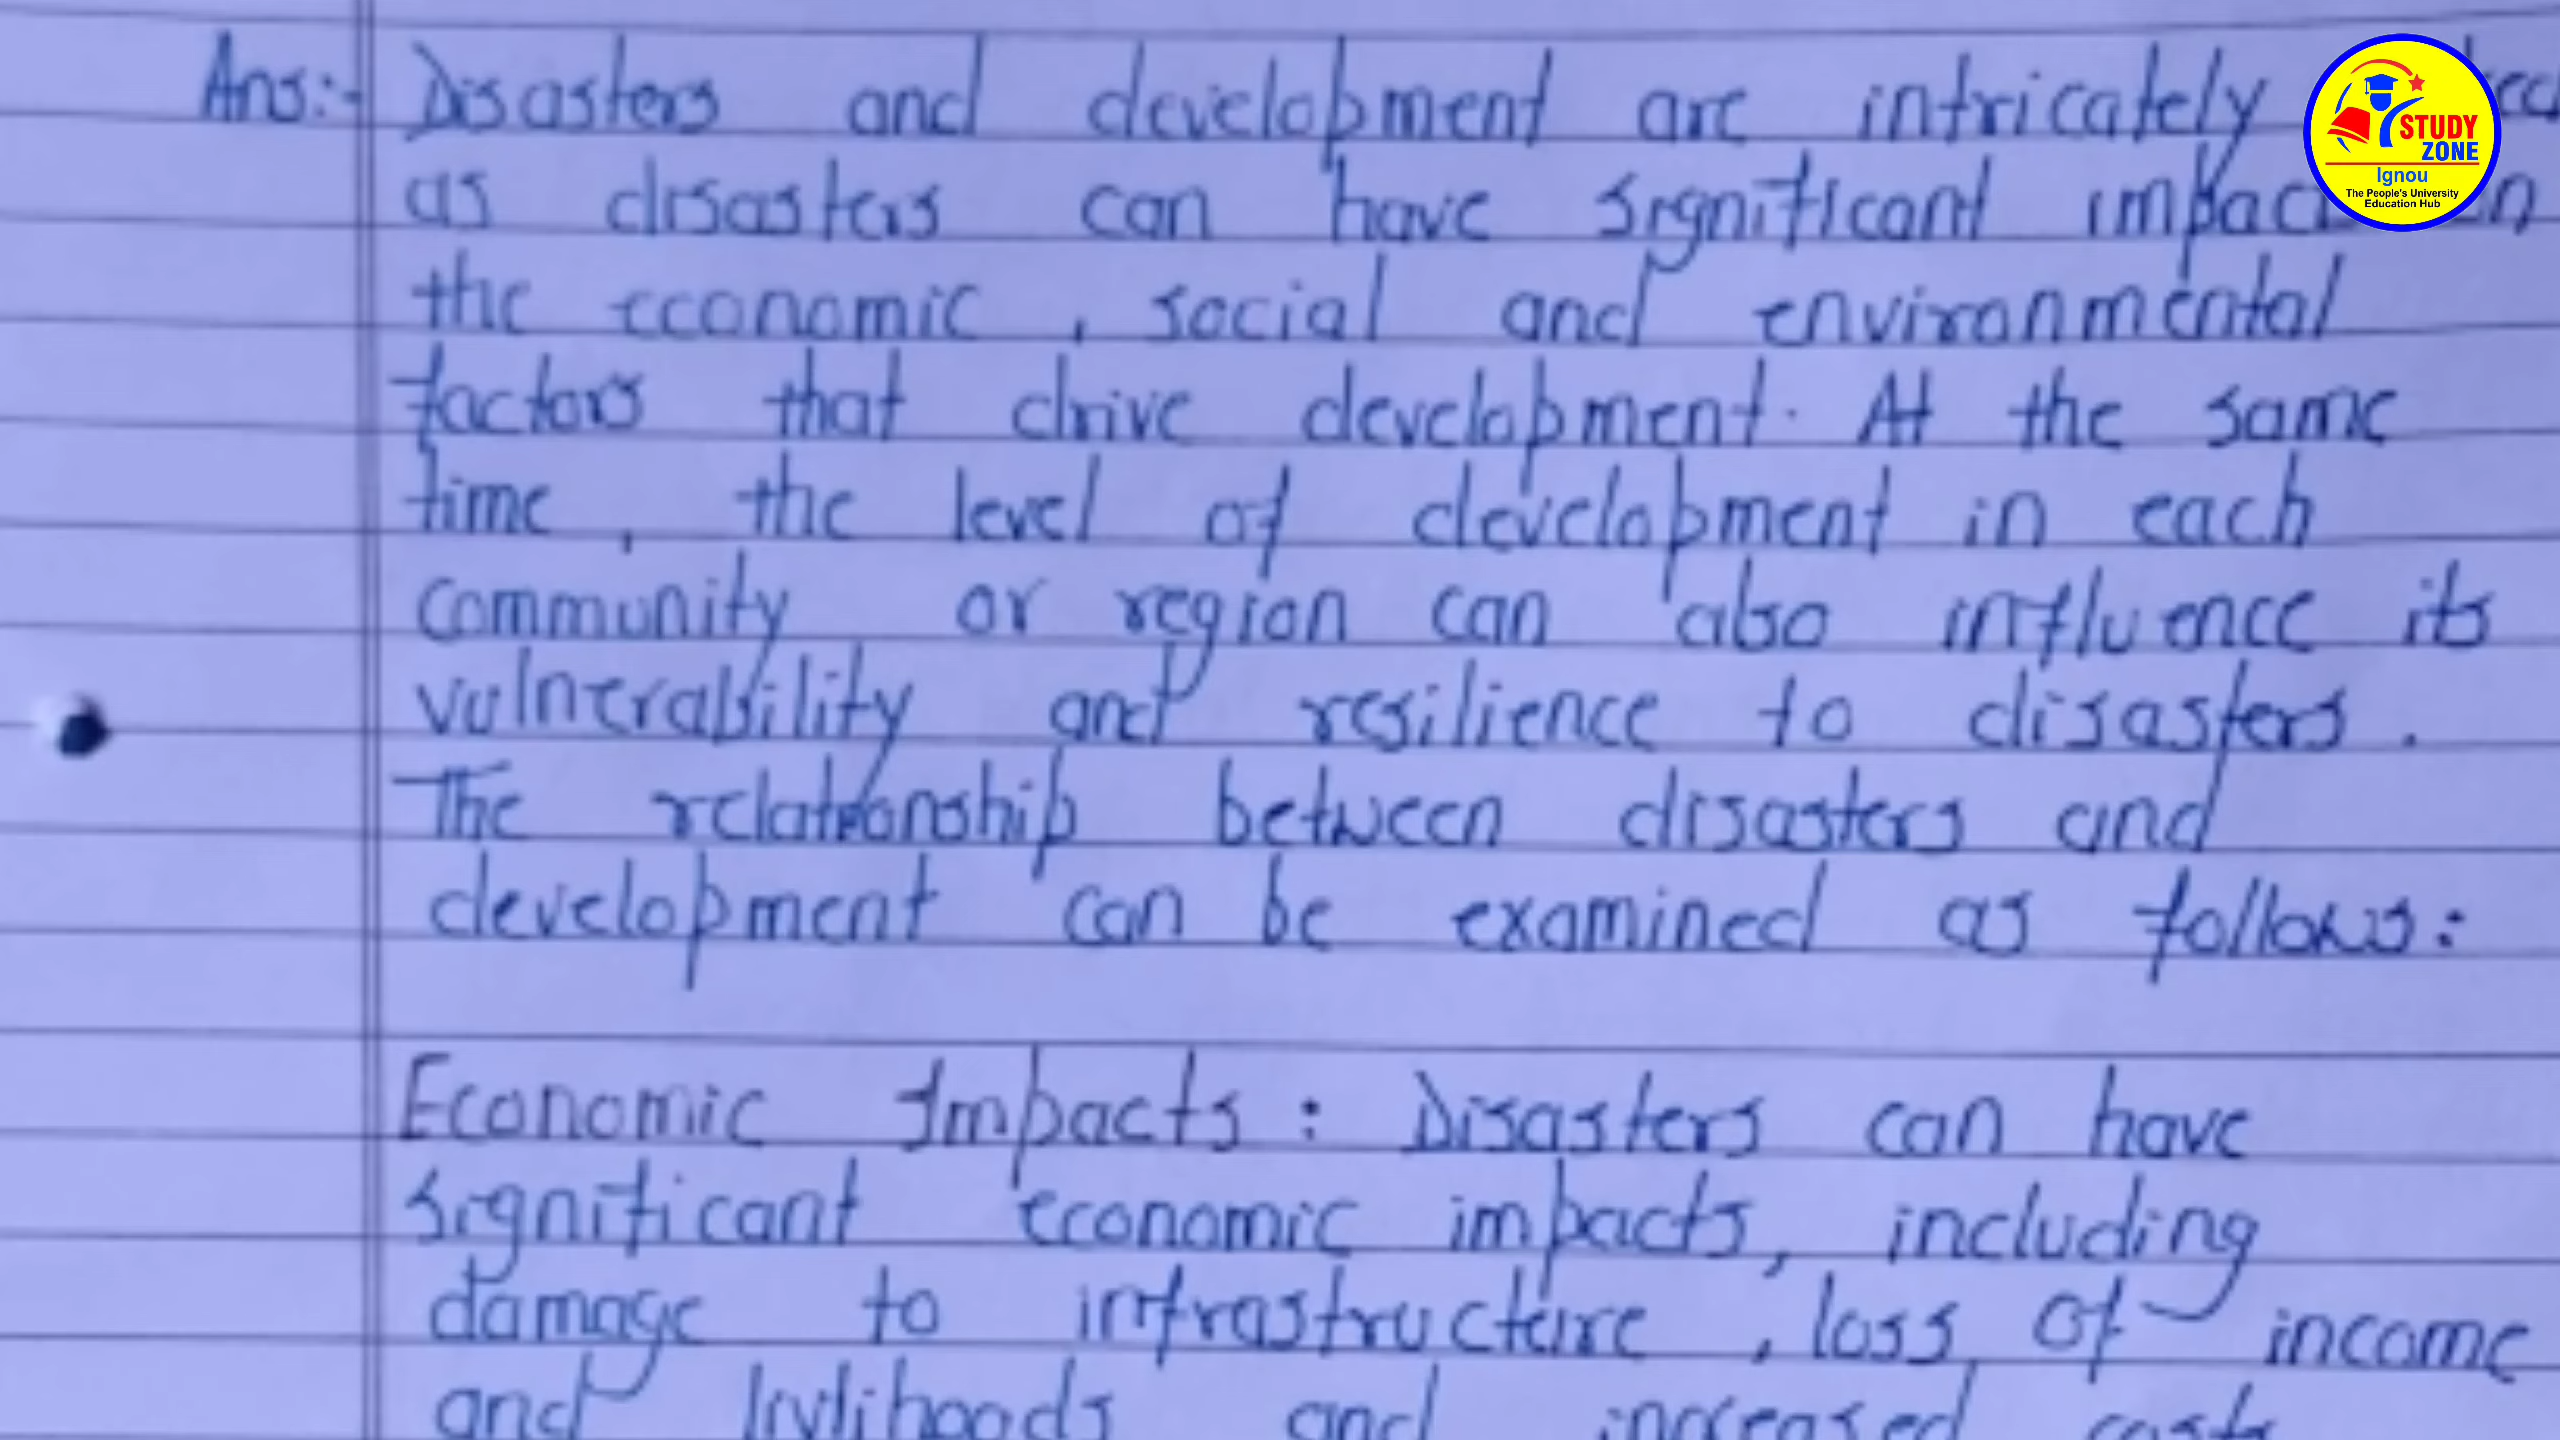 Ans:- Disasters and development are intricately
as disasters can have significant
the economic, social and environmental
factors that drive development. At the same
time, the level of development in each
community or region can also influence its
vulnerability and resilience to disasters.
The relationship between disasters and
development can be examined as follows:
Economic Impacts: Disasters can have
significant economic impacts, including
damage to infrastructure, loss of income
and livlihoods and increased costs
STUDY
ZONE
Ignou
The People's University
Education Hub